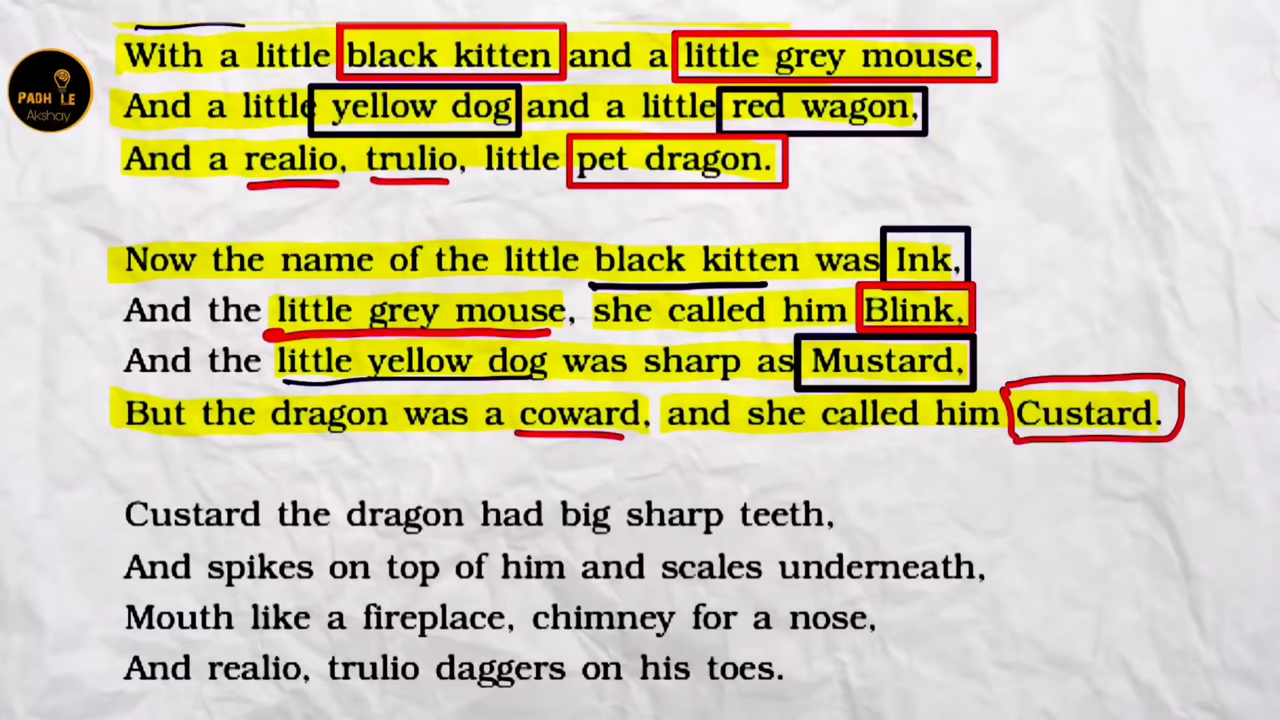 PADH LE
Akshay
With a little black kitten and a little grey mouse,
And a little yellow dog and a little red wagon,
And a realio, trulio, little pet dragon.
Now the name of the little black kitten was Ink,
And the little grey mouse, she called him Blink,
And the little yellow dog was sharp as Mustard,
But the dragon was a coward, and she called him Custard.
Custard the dragon had big sharp teeth,
And spikes on top of him and scales underneath,
Mouth like a fireplace, chimney for a nose,
And realio, trulio daggers on his toes.